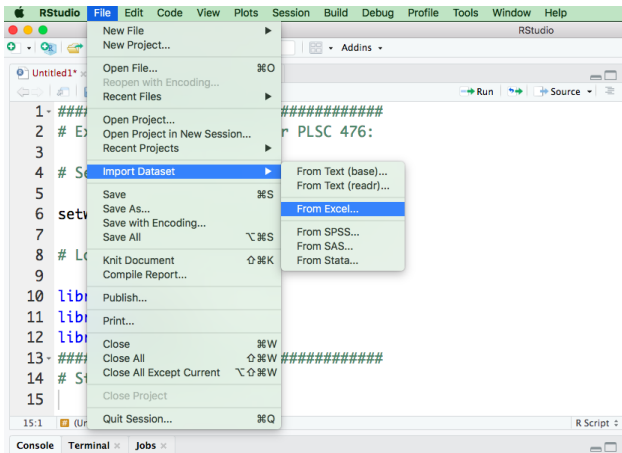 RStudio File Edit Code View Plots Session Build Debug Profile Tools Window Help
RStudio
New File
New Project...
Addins
Open File... ⌘O
Reopen with Encoding...
Recent Files
Open Project...
Open Project in New Session...
Recent Projects
Import Dataset
Save ⌘S
Save As...
Save with Encoding...
Save All ⌥⌘S
Knit Document ⇧⌘K
Compile Report...
Publish...
Print...
Close ⌘W
Close All ⇧⌘W
Close All Except Current ⌥⇧⌘W
Close Project
Quit Session... ⌘Q
From Text (base)...
From Text (readr)...
From Excel...
From SPSS...
From SAS...
From Stata...
Untitled1*
Run Source
1 #### ############
2 # Ex r PLSC 476:
3
4 # Se
5
6 setw
7
8 # Lo
9
10 libr
11 libr
12 libr
13 #### ############
14 # St
15
15:1 (Un R Script
Console Terminal Jobs